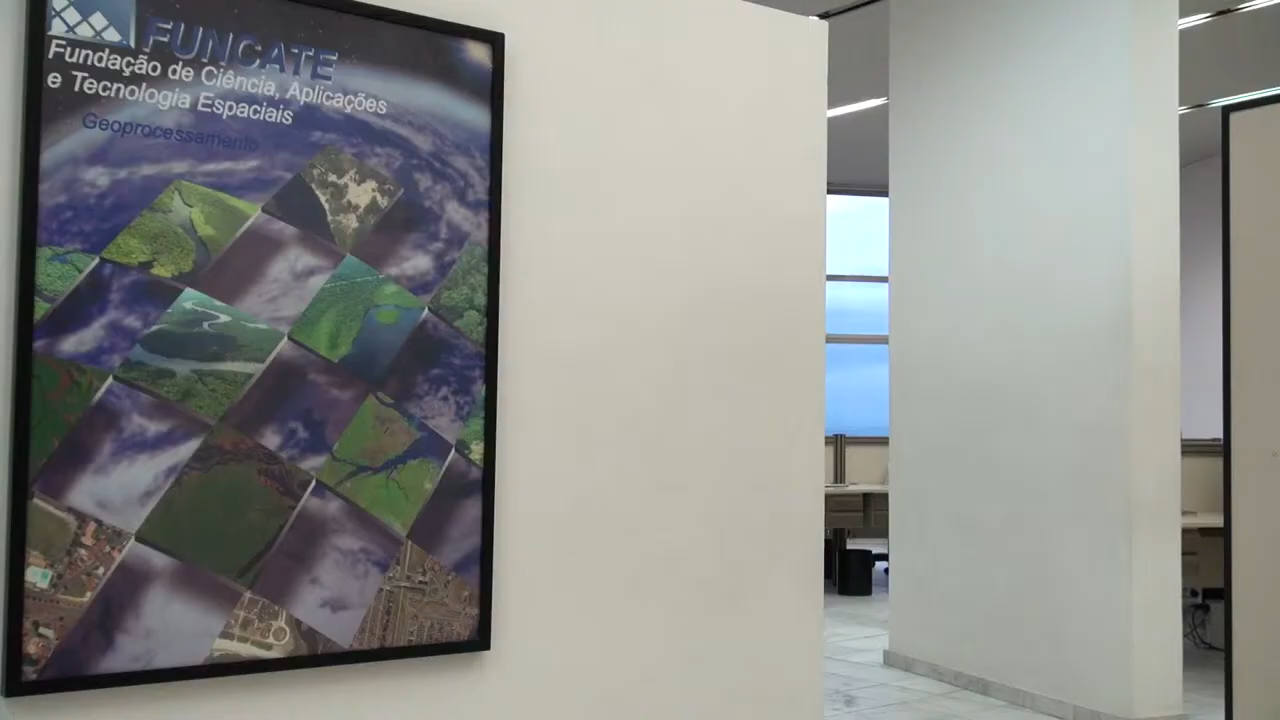 FUNCATE
Fundação de Ciência, Aplicações
e Tecnologia Espaciais
Geoprocessamento